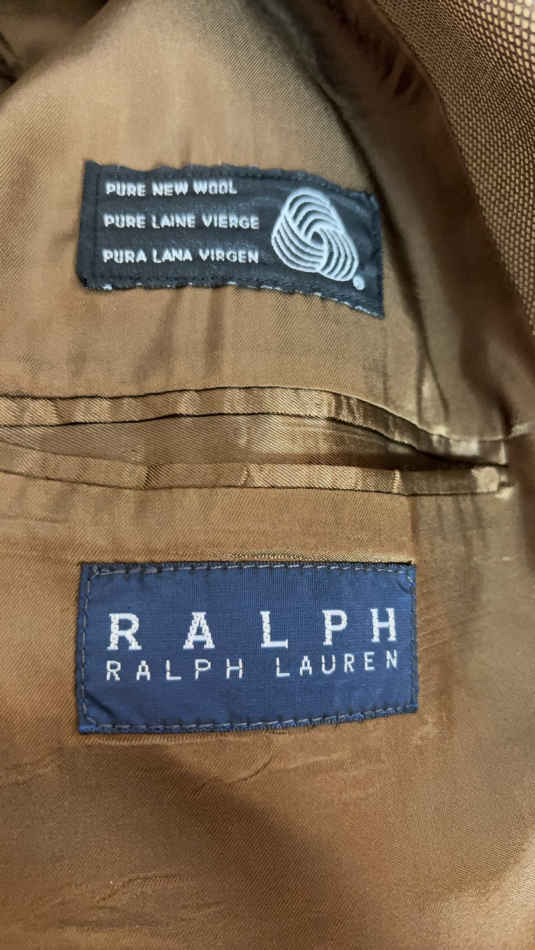 PURE NEW WOOL
PURE LAINE VIERGE
PURA LANA VIRGEN
®
RALPH
RALPH LAUREN